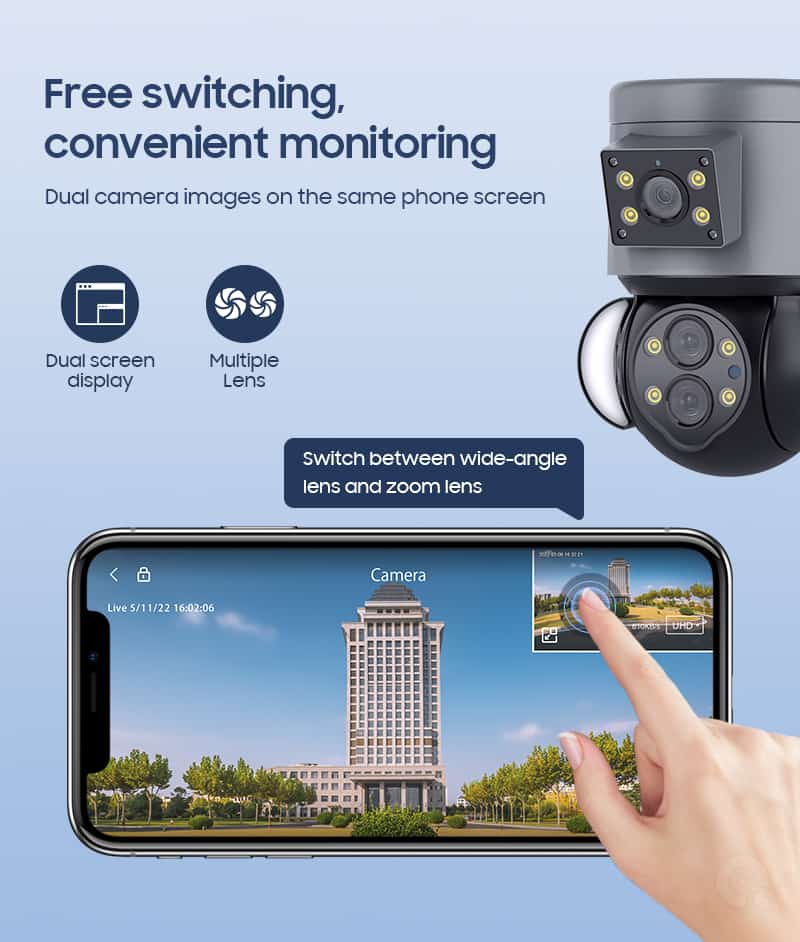 Free switching,
convenient monitoring
Dual camera images on the same phone screen
Dual screen
display
Multiple
Lens
Switch between wide-angle
lens and zoom lens
Camera
Live 5/11/22 16:02:06
810KB/s
UHD